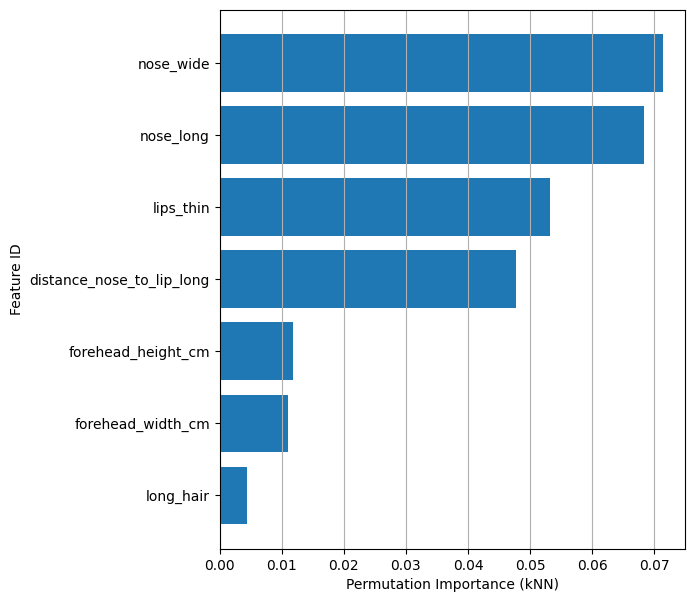 nose_wide
nose_long
lips_thin
distance_nose_to_lip_long
forehead_height_cm
forehead_width_cm
long_hair
Feature ID
0.00 0.01 0.02 0.03 0.04 0.05 0.06 0.07
Permutation Importance (kNN)